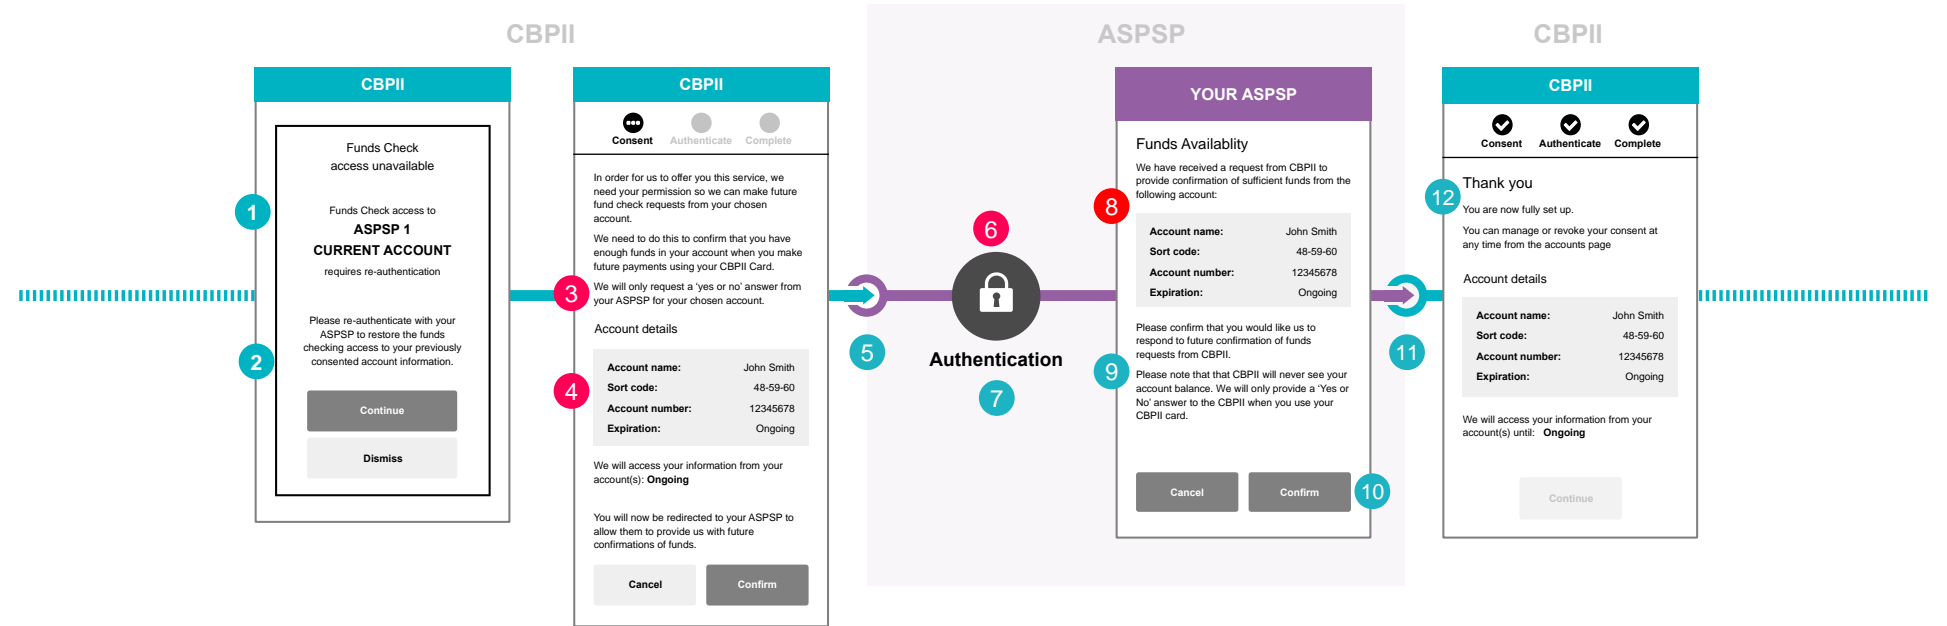 CBPII
ASPSP
CBPII
CBPII
Funds Check
access unavailable
1
Funds Check access to
ASPSP 1
CURRENT ACCOUNT
requires re-authentication
2
Please re-authenticate with your
ASPSP to restore the funds
checking access to your previously
consented account information.
Continue
Dismiss
CBPII
Consent
Authenticate
Complete
In order for us to offer you this service, we
need your permission so we can make future
fund check requests from your chosen
account.
We need to do this to confirm that you have
enough funds in your account when you make
future payments using your CBPII Card.
3
We will only request a ‘yes or no’ answer from
your ASPSP for your chosen account.
Account details
4
Account name: John Smith
Sort code: 48-59-60
Account number: 12345678
Expiration: Ongoing
We will access your information from your
account(s): Ongoing
You will now be redirected to your ASPSP to
allow them to provide us with future
confirmations of funds.
Cancel
Confirm
5
6
Authentication
7
YOUR ASPSP
Funds Availablity
We have received a request from CBPII to
provide confirmation of sufficient funds from the
following account:
8
Account name: John Smith
Sort code: 48-59-60
Account number: 12345678
Expiration: Ongoing
Please confirm that you would like us to
respond to future confirmation of funds
requests from CBPII.
9
Please note that that CBPII will never see your
account balance. We will only provide a ‘Yes or
No’ answer to the CBPII when you use your
CBPII card.
Cancel
Confirm
10
11
CBPII
Consent
Authenticate
Complete
12
Thank you
You are now fully set up.
You can manage or revoke your consent at
any time from the accounts page
Account details
Account name: John Smith
Sort code: 48-59-60
Account number: 12345678
Expiration: Ongoing
We will access your information from your
account(s) until: Ongoing
Continue